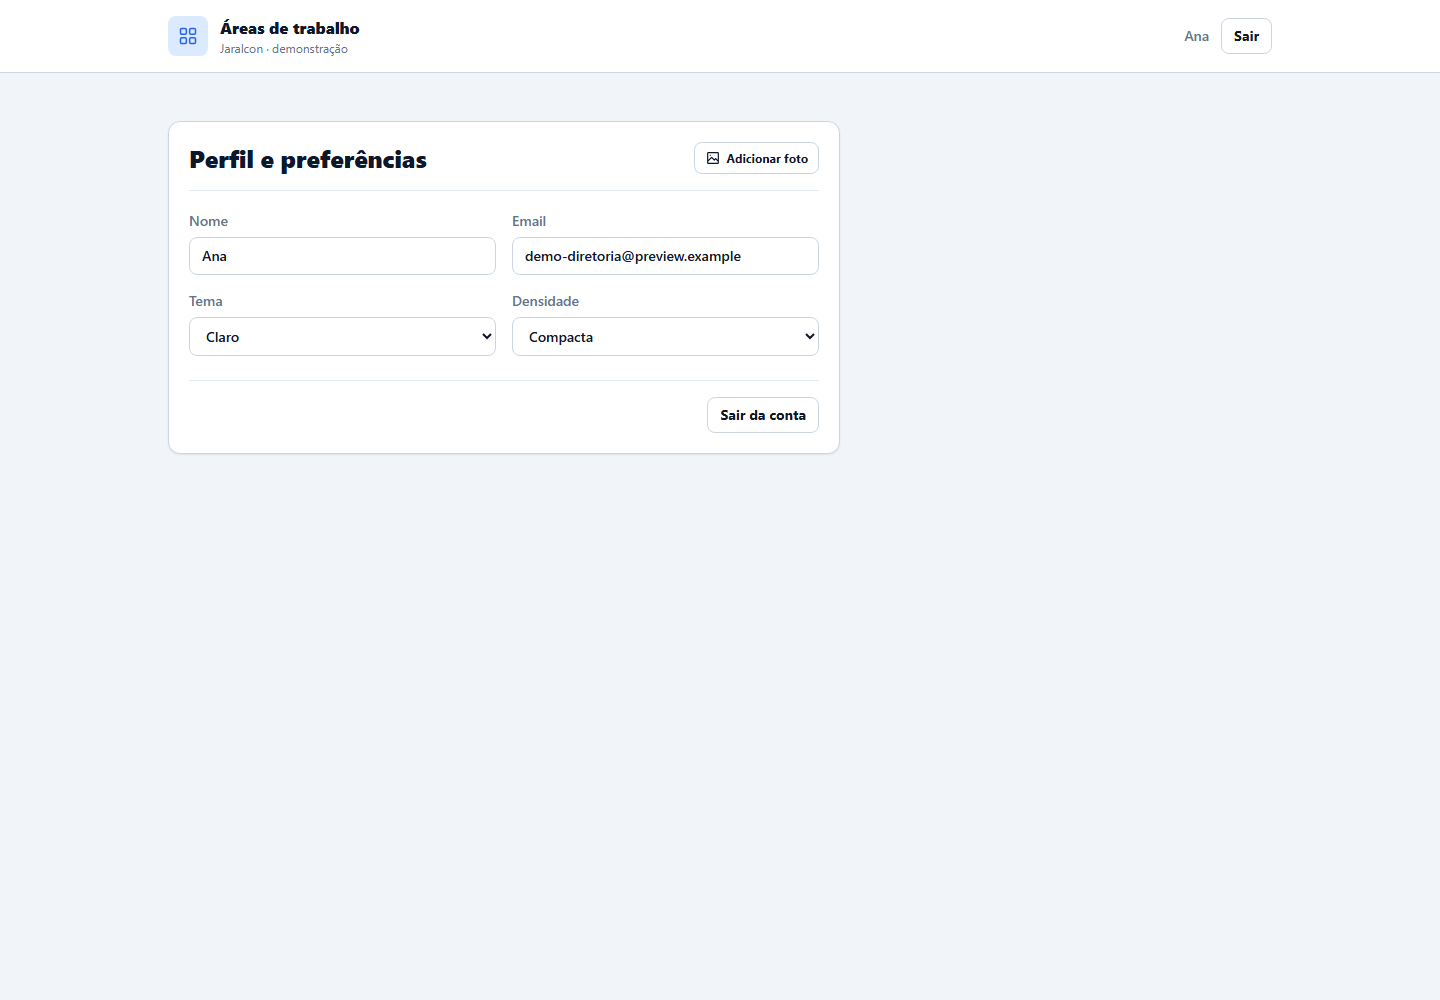 Áreas de trabalho
Jaralcon · demonstração
Ana
Sair
Perfil e preferências
Adicionar foto
Nome
Email
Ana
demo-diretoria@preview.example
Tema
Densidade
Claro
Compacta
Sair da conta